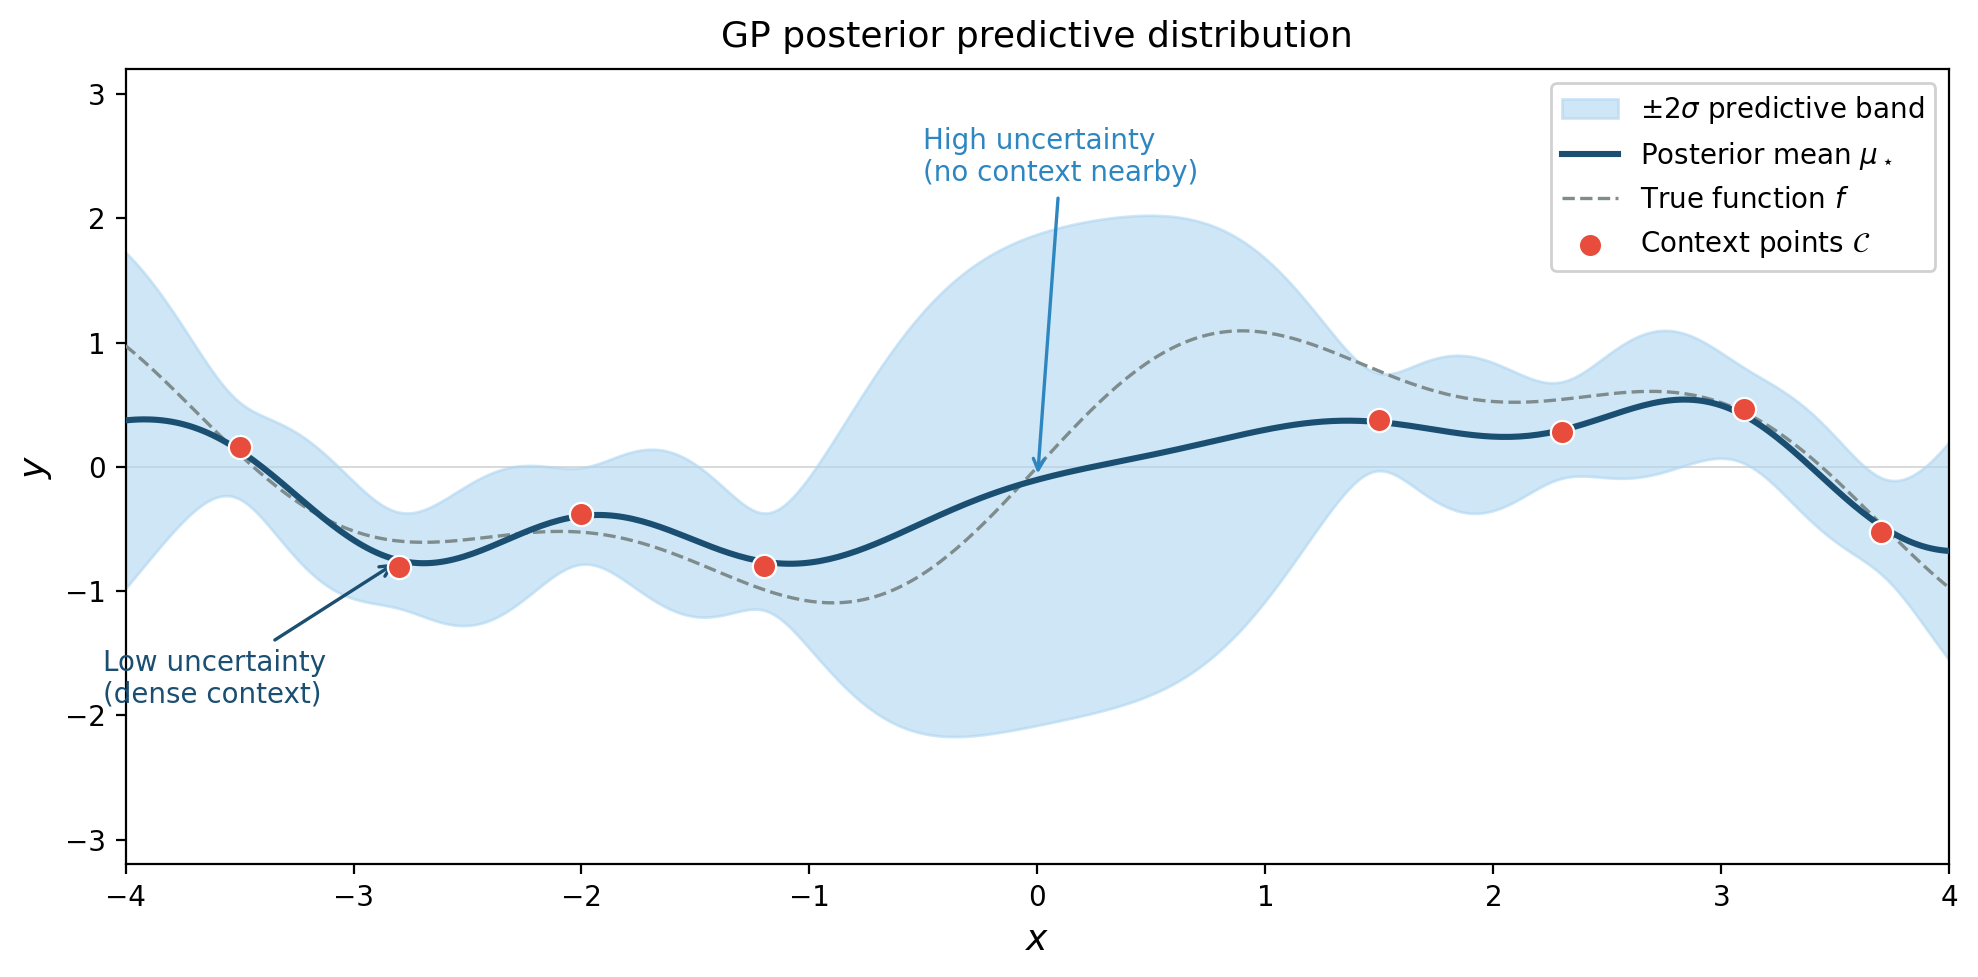 GP posterior predictive distribution
±2σ predictive band
Posterior mean μ⋆
True function f
Context points 𝒞
High uncertainty
(no context nearby)
Low uncertainty
(dense context)
y
3
2
1
0
−1
−2
−3
−4
−3
−2
−1
0
1
2
3
4
x